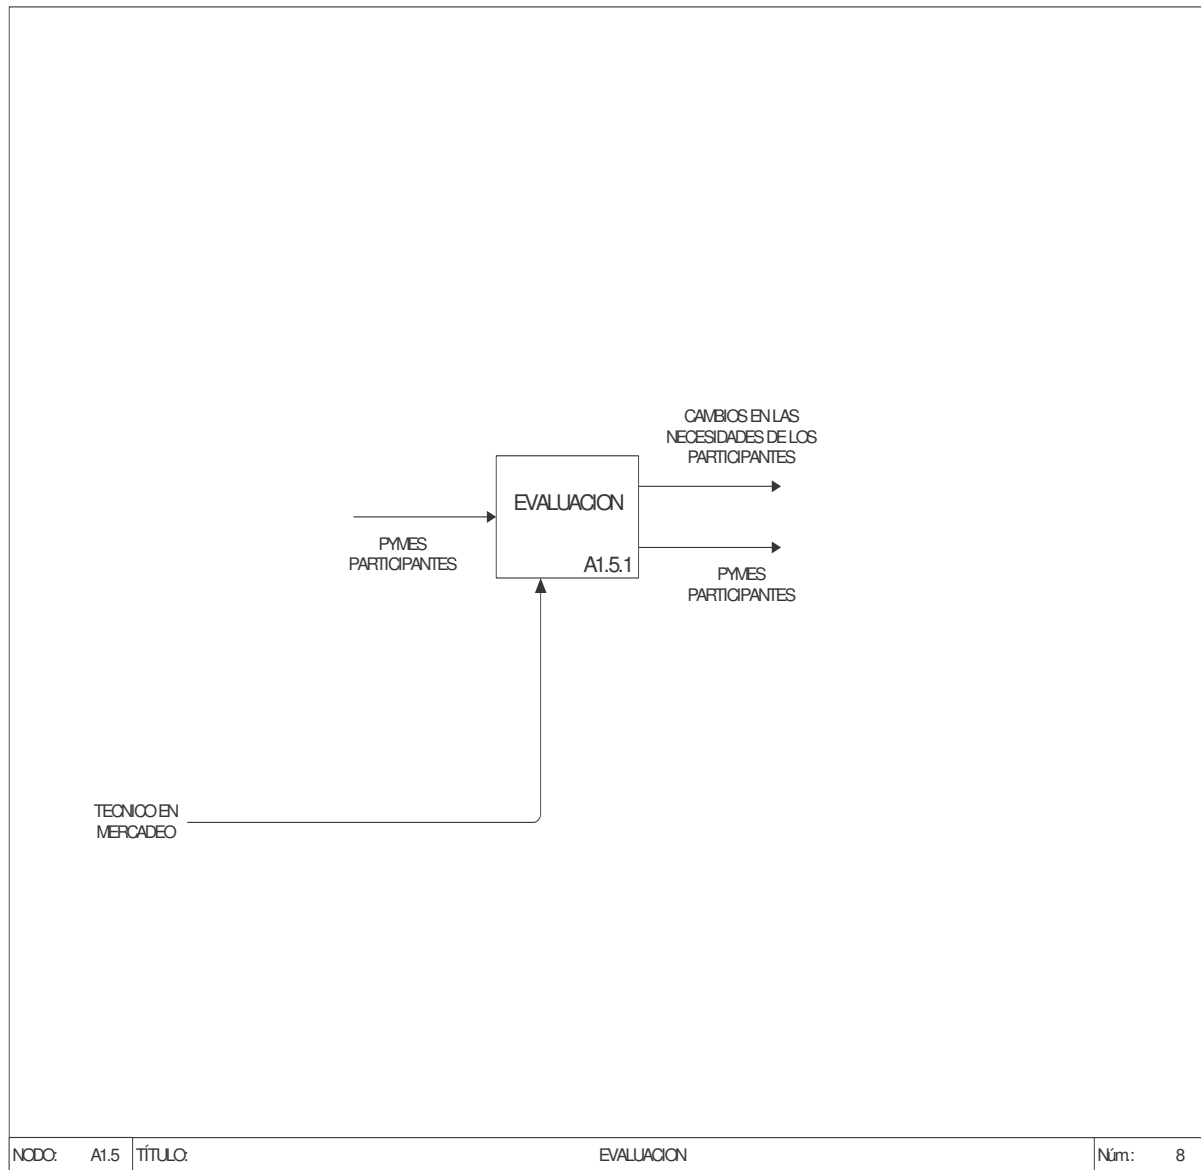 CAMBIOS EN LAS
NECESIDADES DE LOS
PARTICIPANTES
EVALUACION
PYMES
PARTICIPANTES
A1.5.1
PYMES
PARTICIPANTES
TECNICO EN
MERCADEO
NODO: A1.5 TÍTULO: EVALUACION Núm.: 8